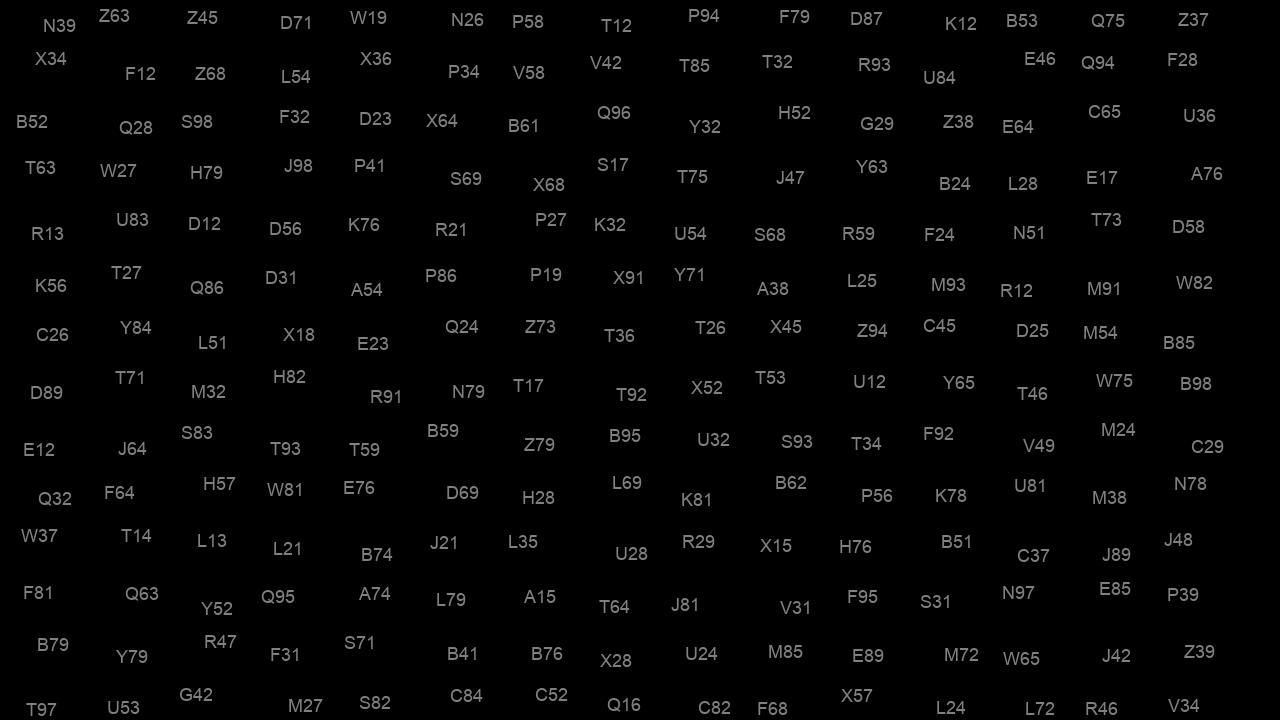 N39 Z63 Z45 D71 W19 N26 P58 T12 P94 F79 D87 K12 B53 Q75 Z37
X34 F12 Z68 L54 X36 P34 V58 V42 T85 T32 R93 U84 E46 Q94 F28
B52 Q28 S98 F32 D23 X64 B61 Q96 Y32 H52 G29 Z38 E64 C65 U36
T63 W27 H79 J98 P41 S69 X68 S17 T75 J47 Y63 B24 L28 E17 A76
R13 U83 D12 D56 K76 R21 P27 K32 U54 S68 R59 F24 N51 T73 D58
K56 T27 Q86 D31 A54 P86 P19 X91 Y71 A38 L25 M93 R12 M91 W82
C26 Y84 L51 X18 E23 Q24 Z73 T36 T26 X45 Z94 C45 D25 M54 B85
D89 T71 M32 H82 R91 N79 T17 T92 X52 T53 U12 Y65 T46 W75 B98
E12 J64 S83 T93 T59 B59 Z79 B95 U32 S93 T34 F92 V49 M24 C29
Q32 F64 H57 W81 E76 D69 H28 L69 K81 B62 P56 K78 U81 M38 N78
W37 T14 L13 L21 B74 J21 L35 U28 R29 X15 H76 B51 C37 J89 J48
F81 Q63 Y52 Q95 A74 L79 A15 T64 J81 V31 F95 S31 N97 E85 P39
B79 Y79 R47 F31 S71 B41 B76 X28 U24 M85 E89 M72 W65 J42 Z39
T97 U53 G42 M27 S82 C84 C52 Q16 C82 F68 X57 L24 L72 R46 V34